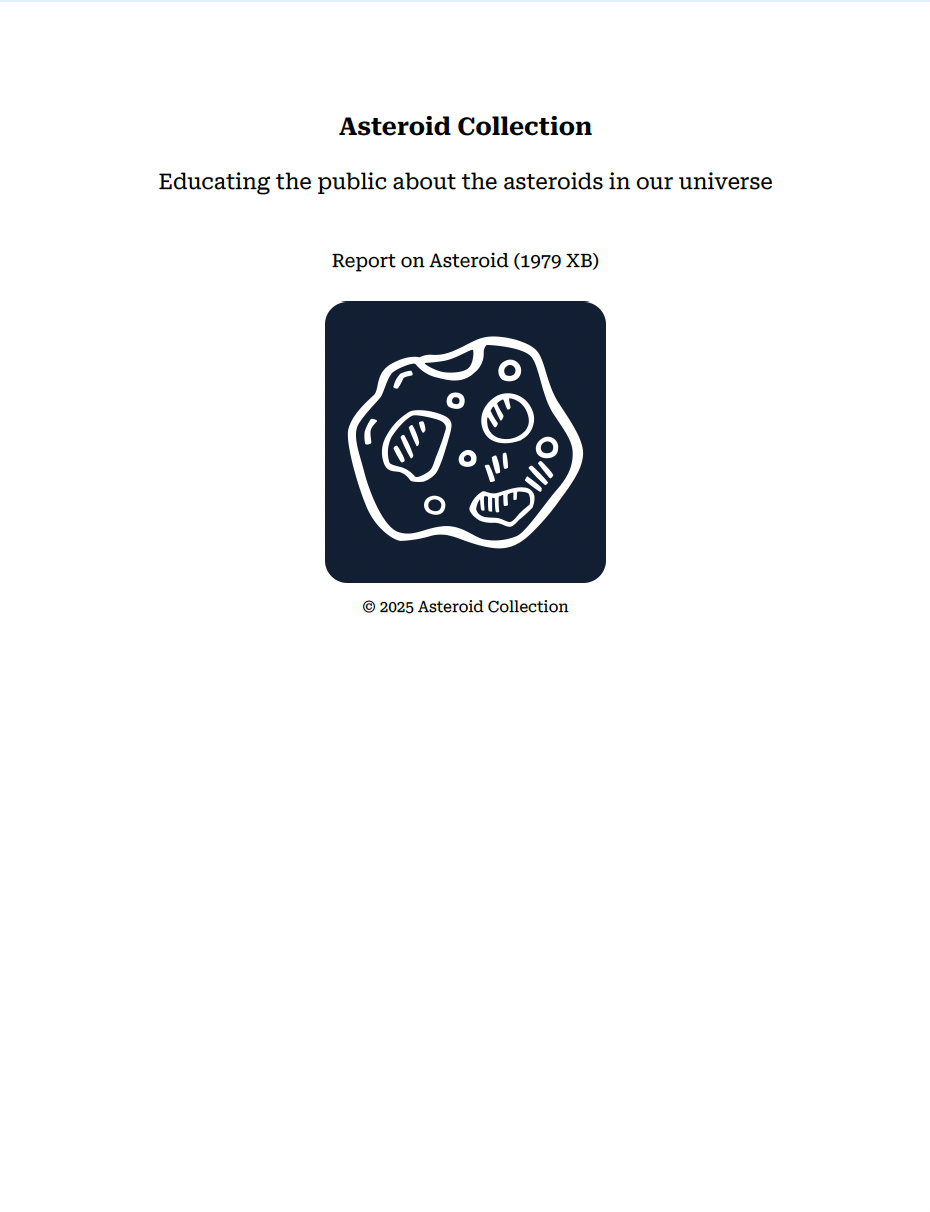 Asteroid Collection
Educating the public about the asteroids in our universe
Report on Asteroid (1979 XB)
© 2025 Asteroid Collection